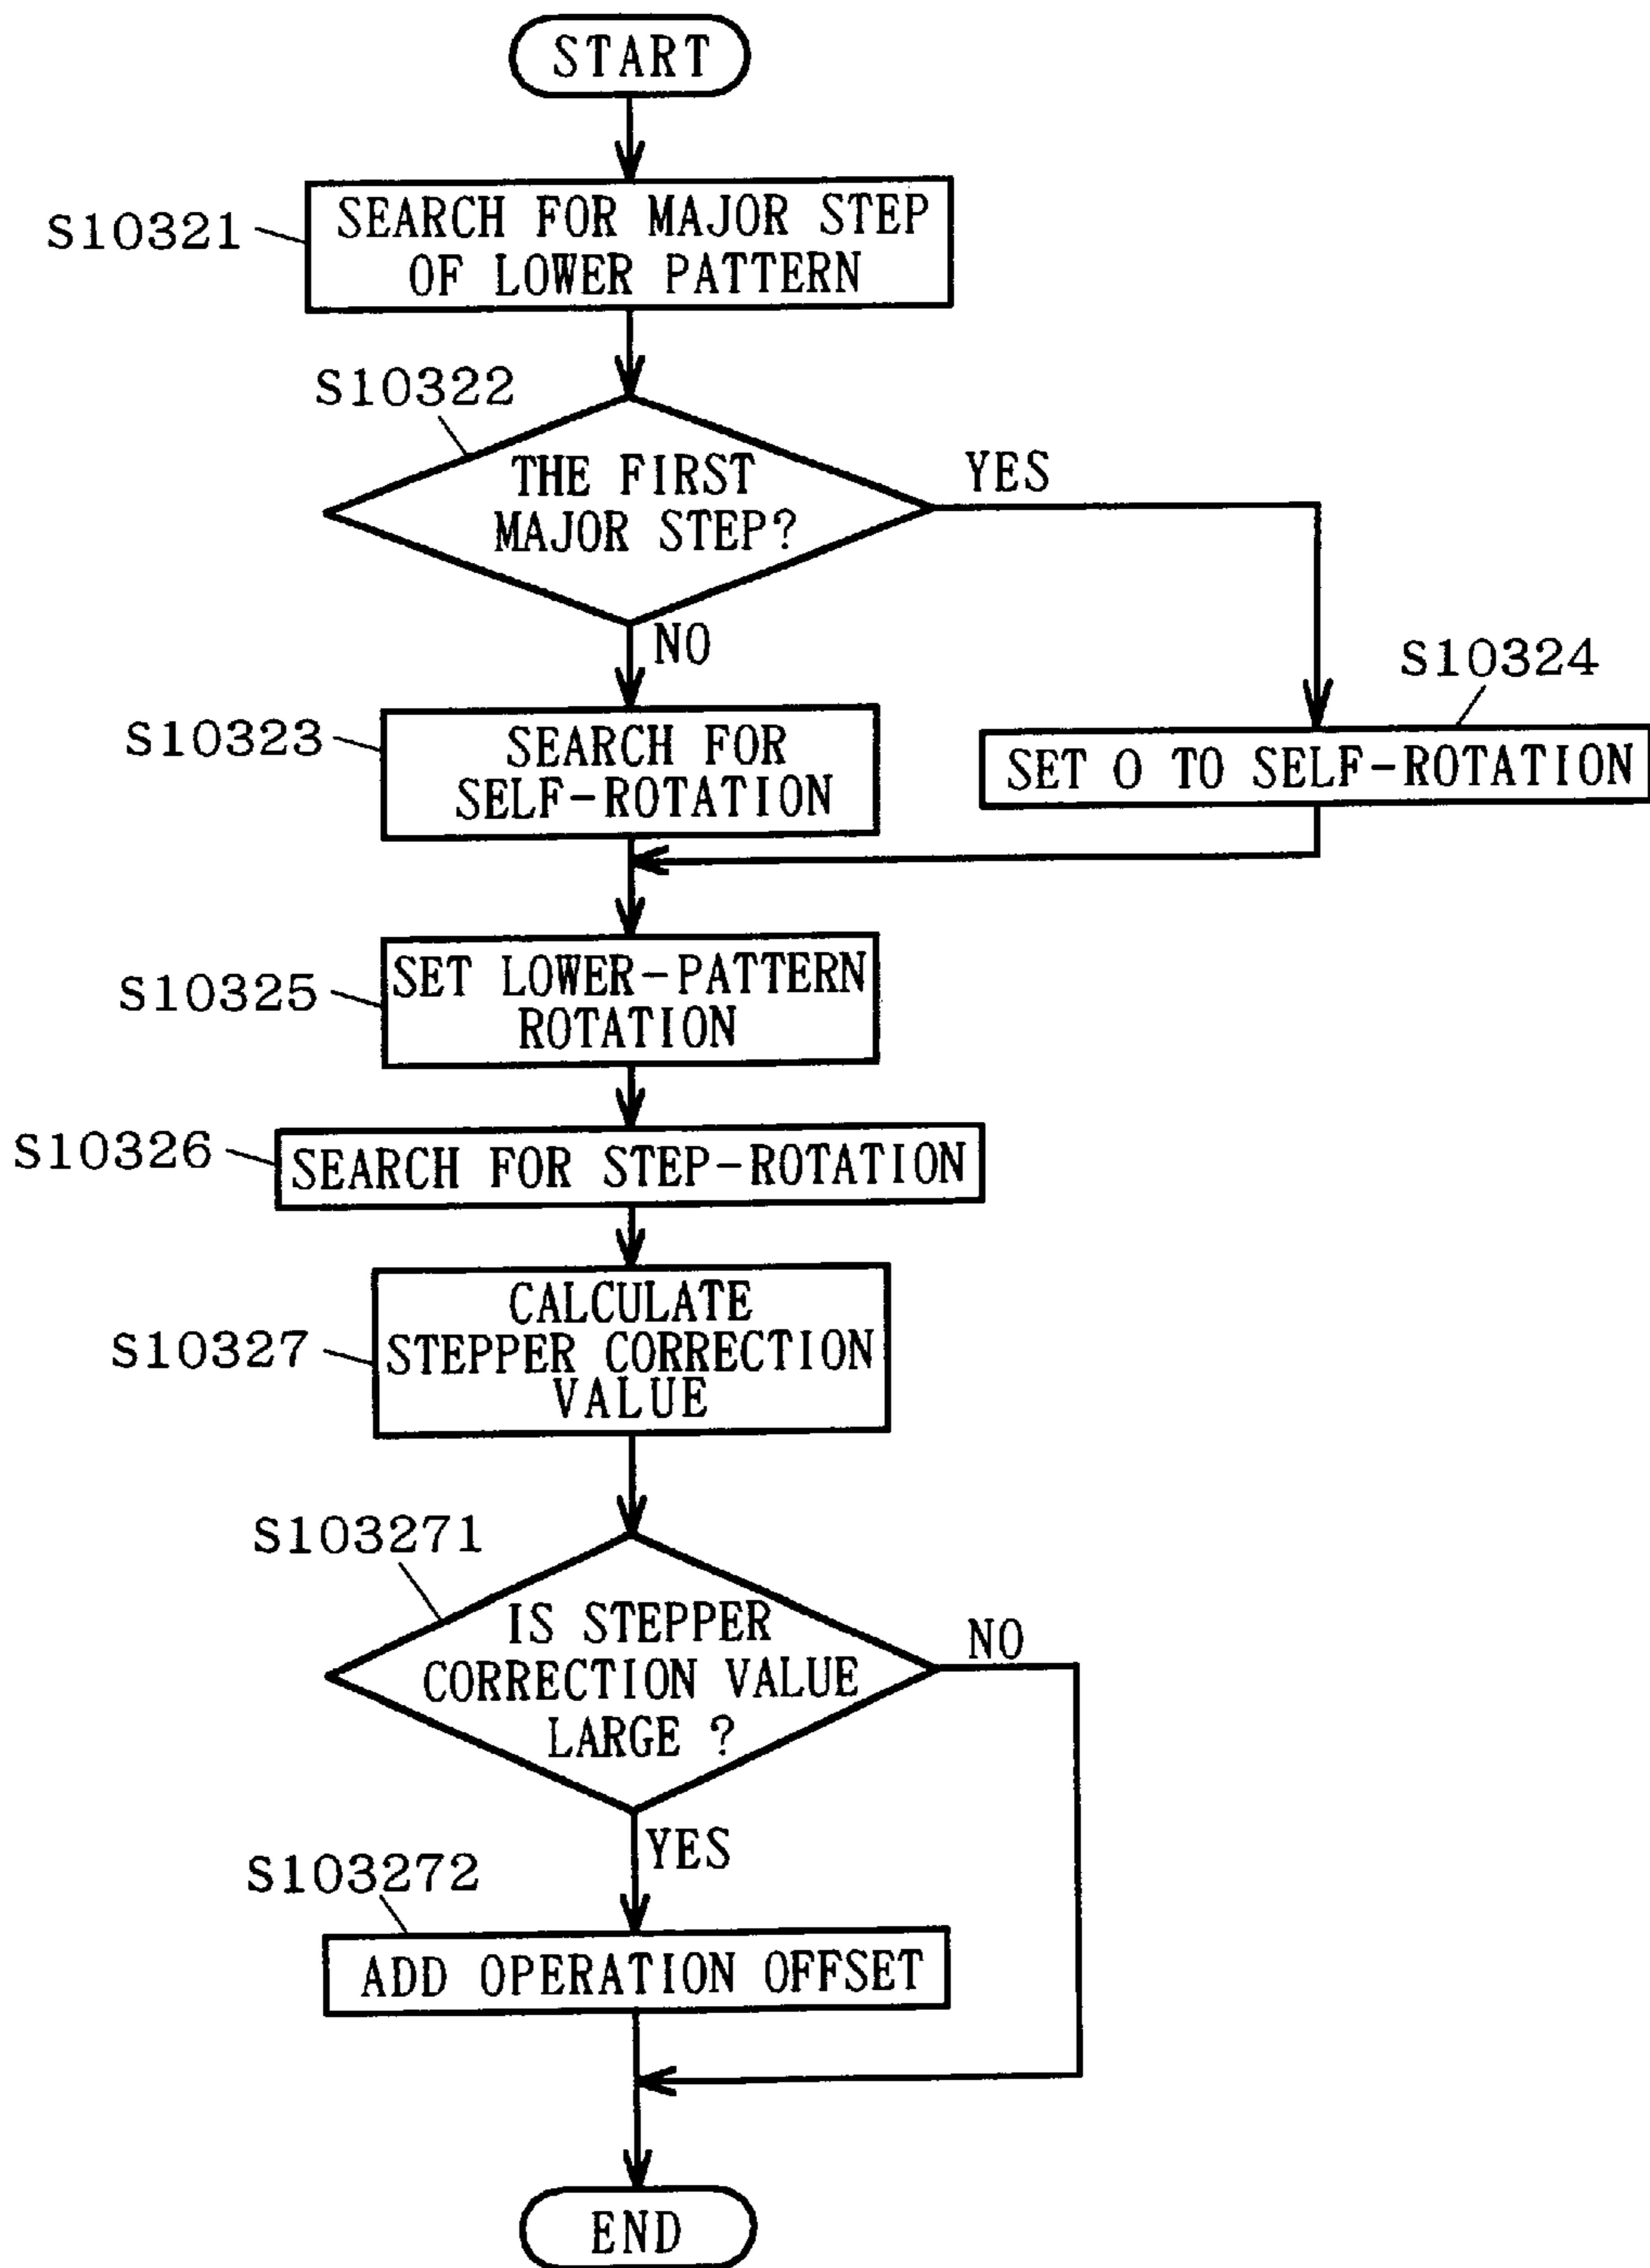 START
S10321
SEARCH FOR MAJOR STEP
OF LOWER PATTERN
S10322
THE FIRST
MAJOR STEP?
YES
NO
S10323
SEARCH FOR
SELF-ROTATION
S10324
SET 0 TO SELF-ROTATION
S10325
SET LOWER-PATTERN
ROTATION
S10326
SEARCH FOR STEP-ROTATION
S10327
CALCULATE
STEPPER CORRECTION
VALUE
S103271
IS STEPPER
CORRECTION VALUE
LARGE ?
NO
YES
S103272
ADD OPERATION OFFSET
END